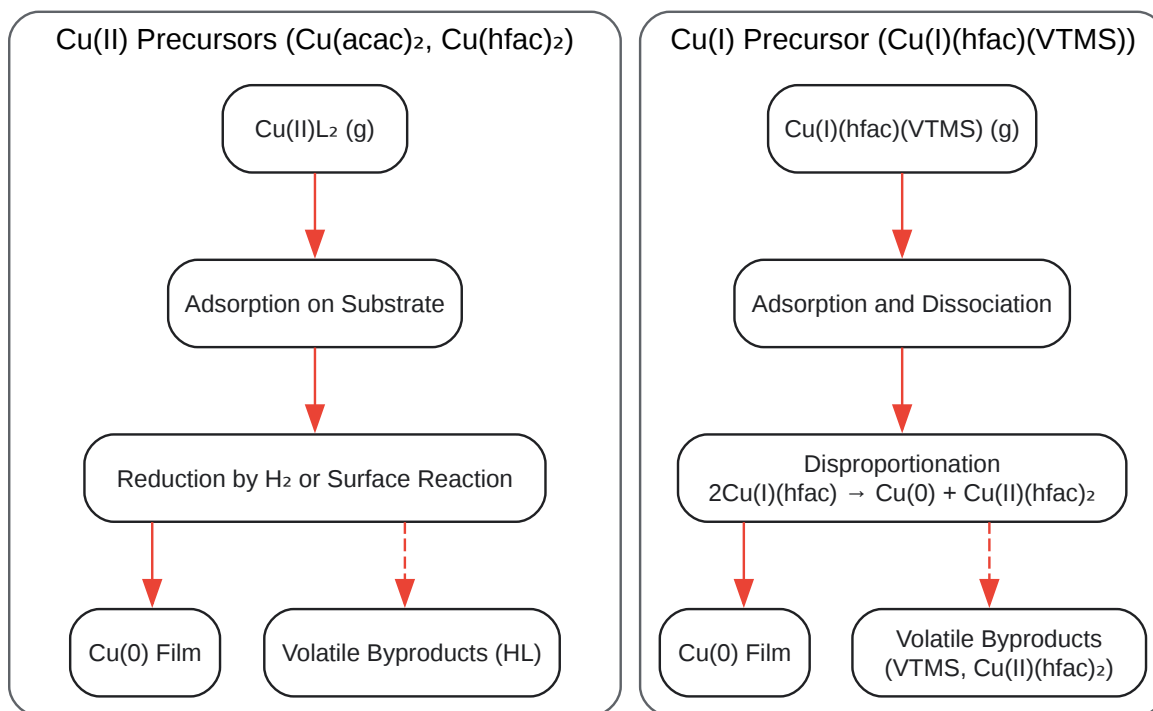 Cu(II) Precursors (Cu(acac)₂, Cu(hfac)₂)
Cu(II)L₂ (g)
Adsorption on Substrate
Reduction by H₂ or Surface Reaction
Cu(0) Film
Volatile Byproducts (HL)
Cu(I) Precursor (Cu(I)(hfac)(VTMS))
Cu(I)(hfac)(VTMS) (g)
Adsorption and Dissociation
Disproportionation
2Cu(I)(hfac) → Cu(0) + Cu(II)(hfac)₂
Cu(0) Film
Volatile Byproducts
(VTMS, Cu(II)(hfac)₂)